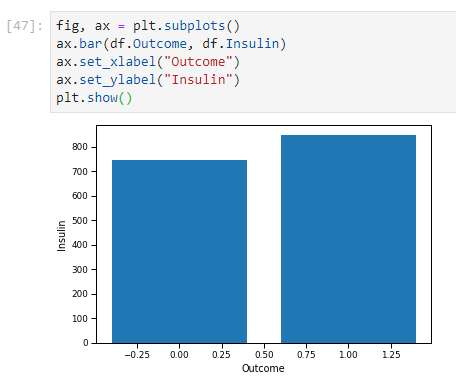 [47]: fig, ax = plt.subplots()
ax.bar(df.Outcome, df.Insulin)
ax.set_xlabel("Outcome")
ax.set_ylabel("Insulin")
plt.show()
800
700
600
500
400
300
200
100
0
Insulin
−0.25 0.00 0.25 0.50 0.75 1.00 1.25
Outcome